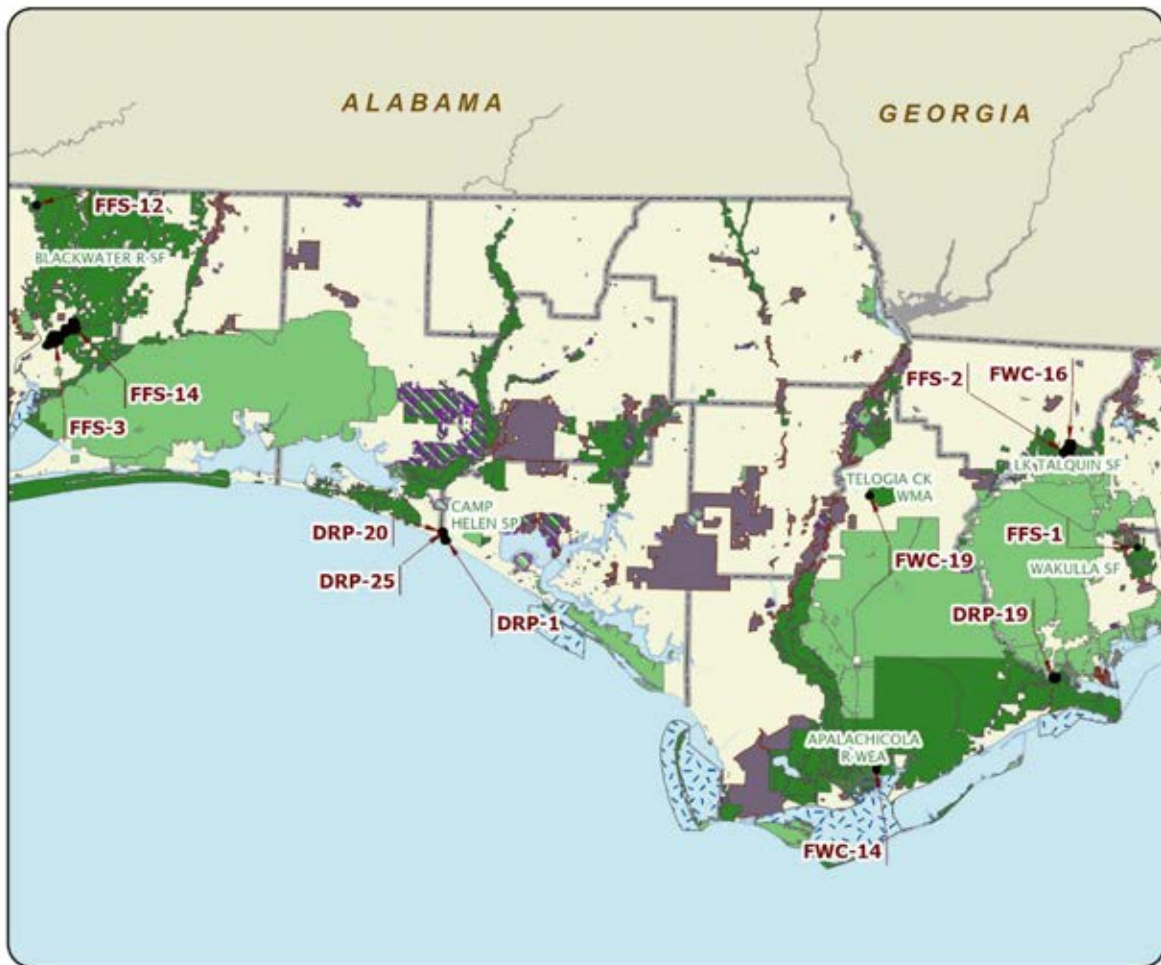 ALABAMA
GEORGIA
FFS-12
BLACKWATER R-SF
FFS-14
FFS-3
FFS-2
FWC-16
LK TALQUIN SF
TELOGIA CK
WMA
CAMP
HELEN SP
DRP-20
DRP-25
DRP-1
FWC-19
FFS-1
WAKULLA SF
DRP-19
APALACHICOLA
R-WEA
FWC-14